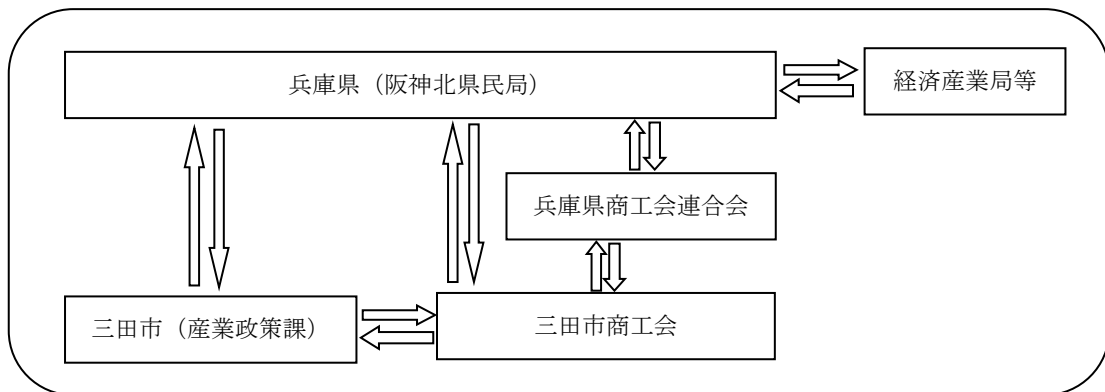 兵庫県（阪神北県民局）
経済産業局等
兵庫県商工会連合会
三田市（産業政策課）
三田市商工会